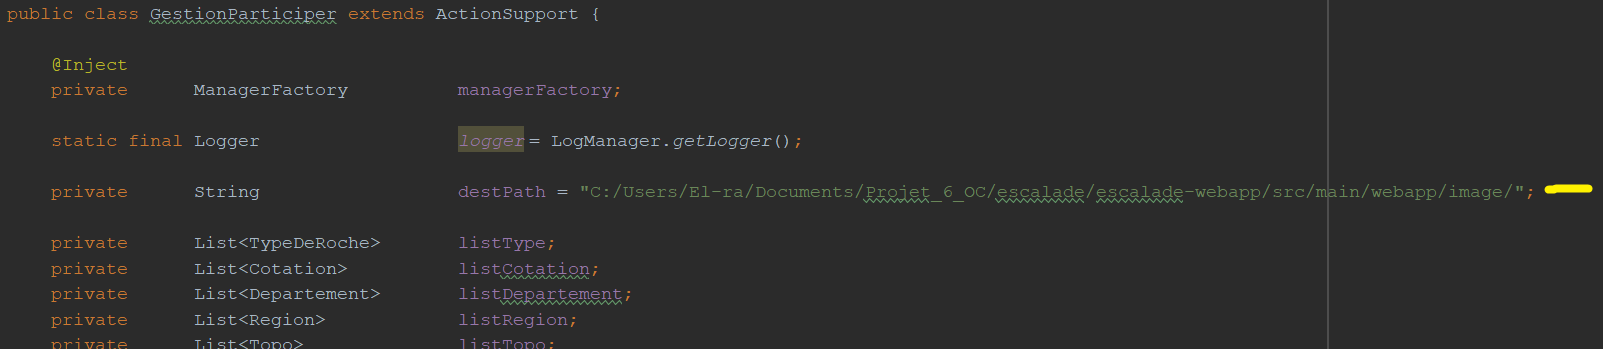 public class GestionParticiper extends ActionSupport {
@Inject
private ManagerFactory managerFactory;
static final Logger logger = LogManager.getLogger();
private String destPath = "C:/Users/El-ra/Documents/Projet_6_OC/escalade/escalade-webapp/src/main/webapp/image/";
private List<TypeDeRoche> listType;
private List<Cotation> listCotation;
private List<Departement> listDepartement;
private List<Region> listRegion;
private List<Topo> listTopo;